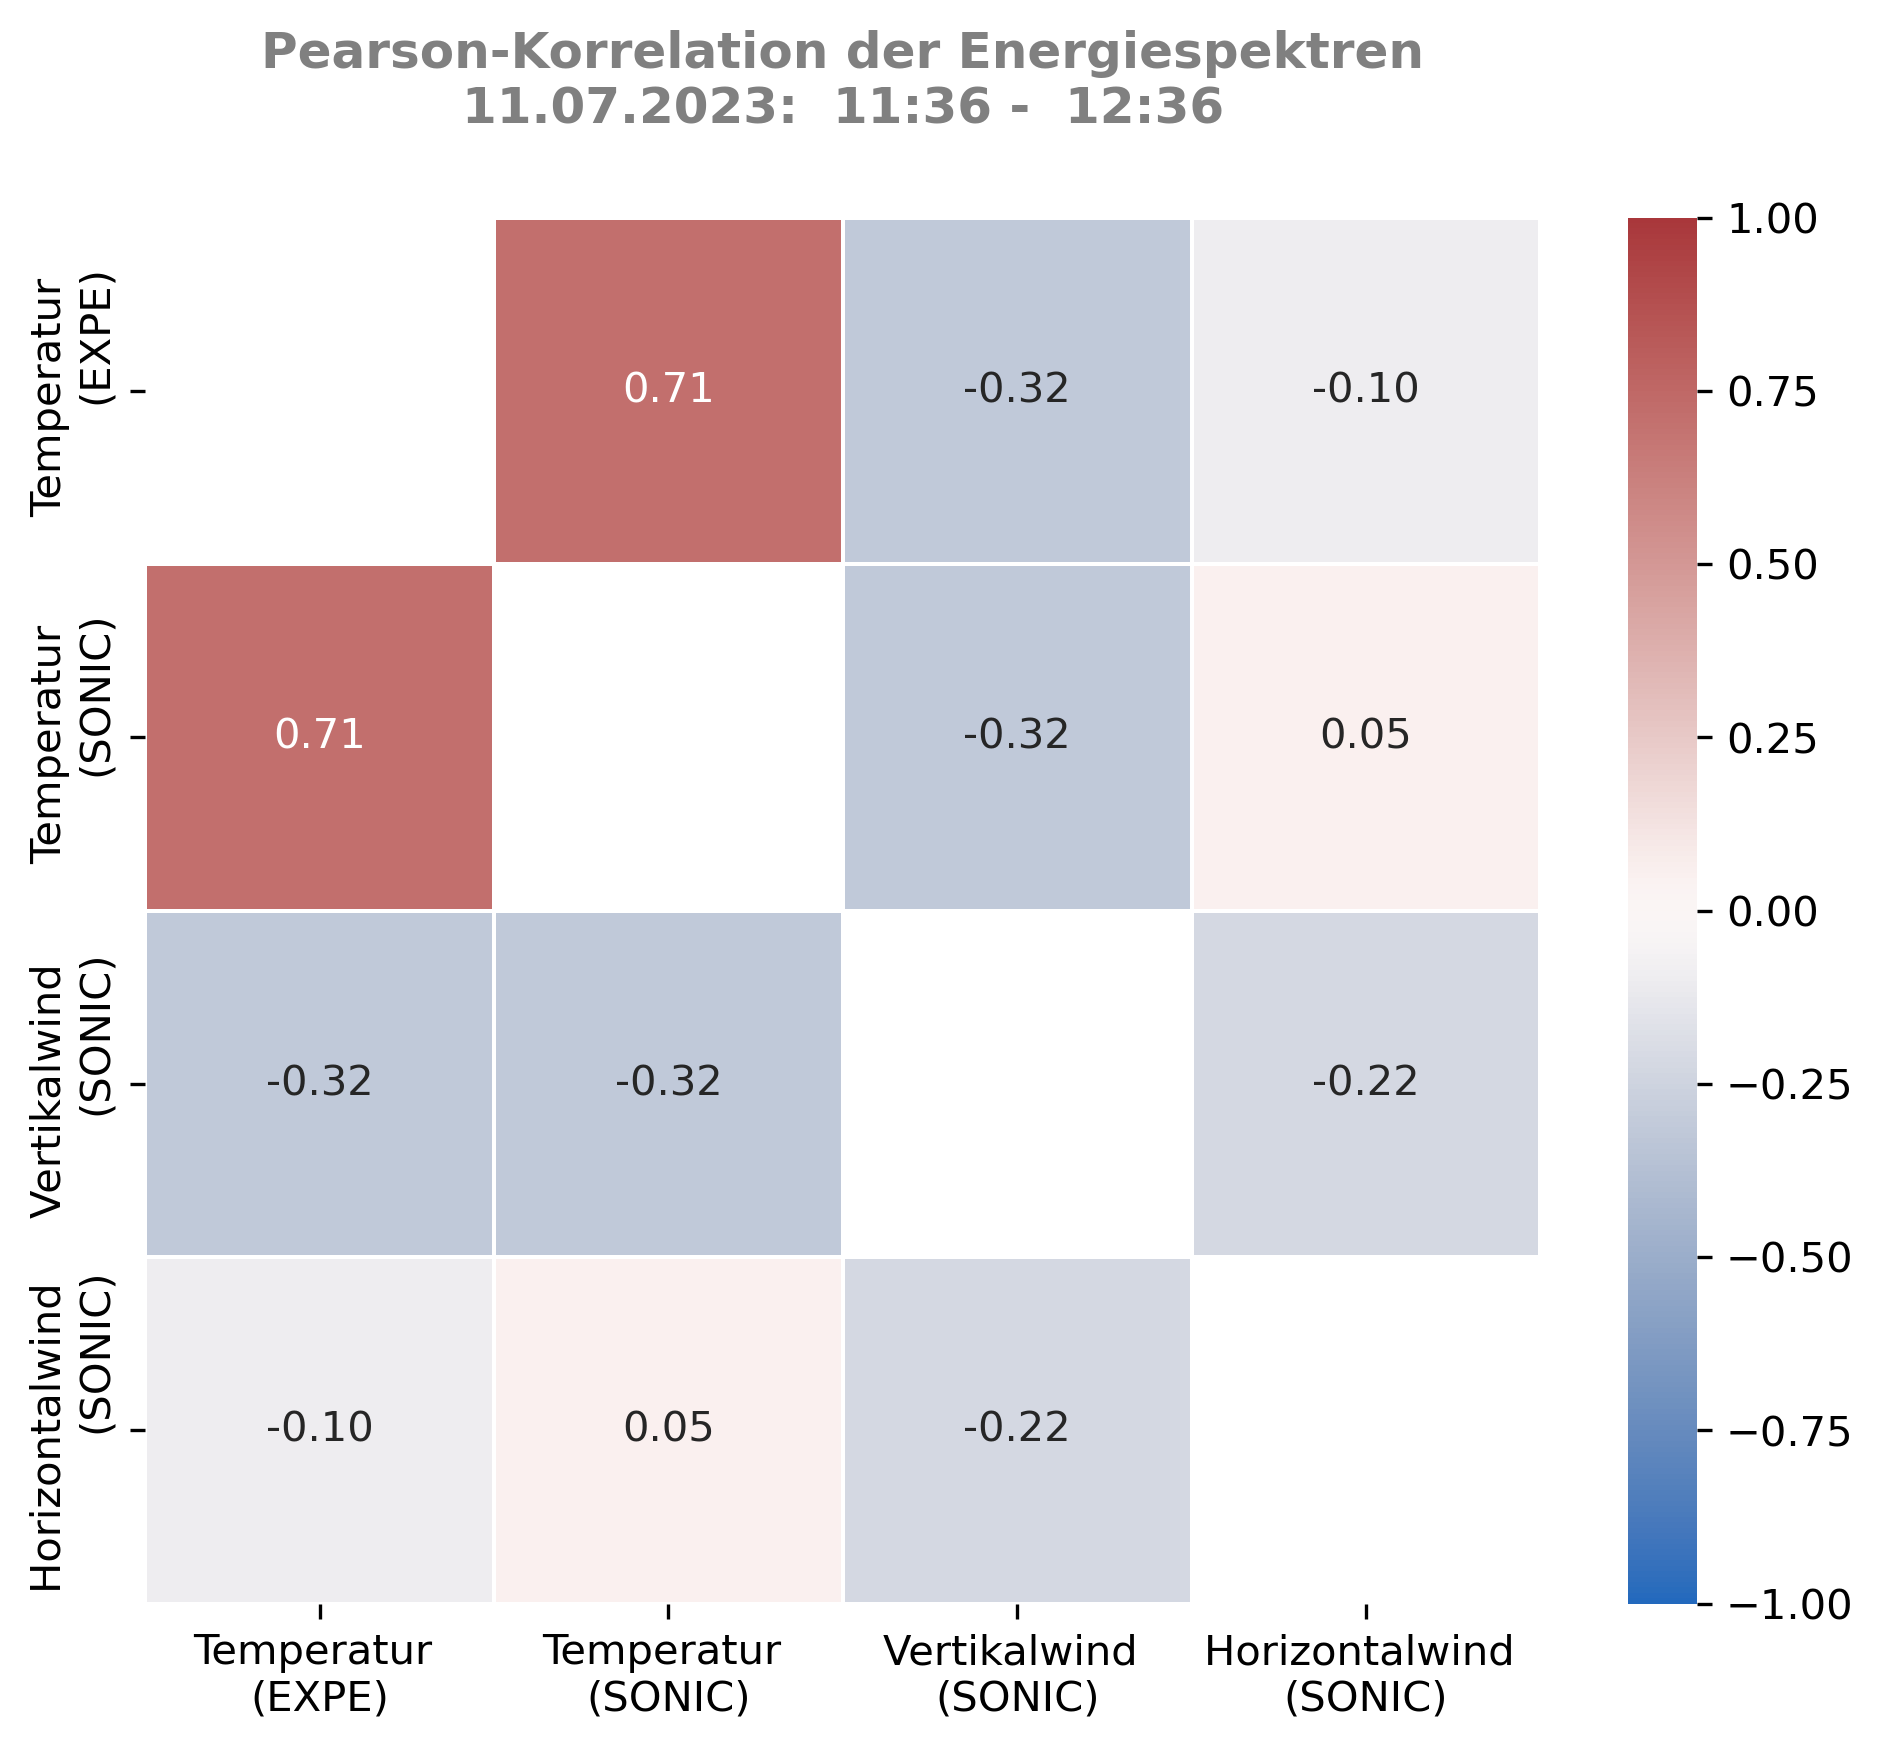 Pearson-Korrelation der Energiespektren
11.07.2023:  11:36 -  12:36
Temperatur
(EXPE)
0.71
-0.32
-0.10
Temperatur
(SONIC)
0.71
-0.32
0.05
Vertikalwind
(SONIC)
-0.32
-0.32
-0.22
Horizontalwind
(SONIC)
-0.10
0.05
-0.22
Temperatur
(EXPE)
Temperatur
(SONIC)
Vertikalwind
(SONIC)
Horizontalwind
(SONIC)
1.00
0.75
0.50
0.25
0.00
−0.25
−0.50
−0.75
−1.00